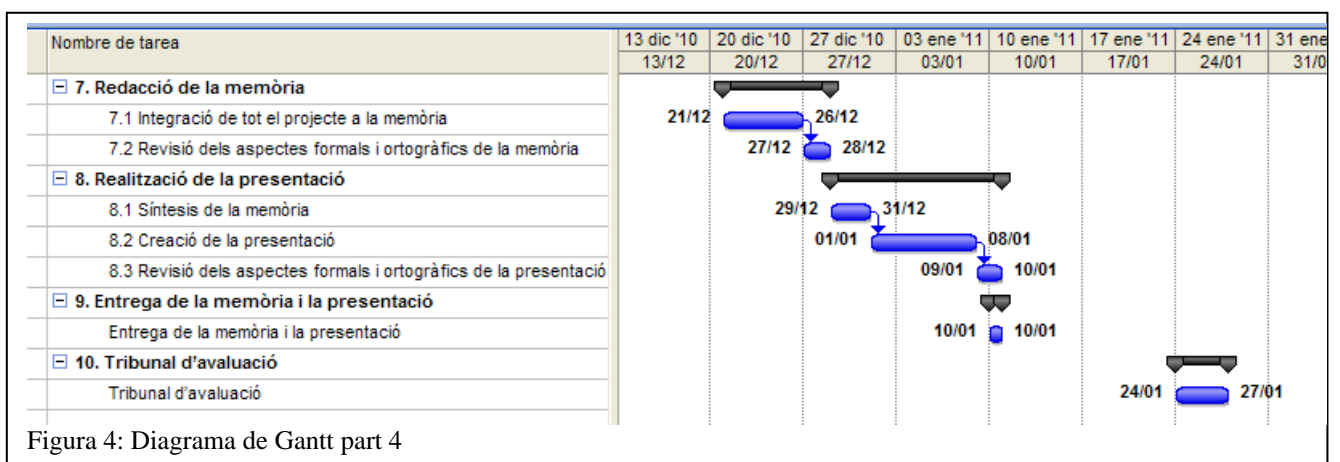 Nombre de tarea 13 dic '10 20 dic '10 27 dic '10 03 ene '11 10 ene '11 17 ene '11 24 ene '11 31 ene
13/12 20/12 27/12 03/01 10/01 17/01 24/01 31/0
7. Redacció de la memòria
7.1 Integració de tot el projecte a la memòria 21/12 26/12
7.2 Revisió dels aspectes formals i ortogràfics de la memòria 27/12 28/12
8. Realització de la presentació
8.1 Síntesis de la memòria 29/12 31/12
8.2 Creació de la presentació 01/01 08/01
8.3 Revisió dels aspectes formals i ortogràfics de la presentació 09/01 10/01
9. Entrega de la memòria i la presentació
Entrega de la memòria i la presentació 10/01 10/01
10. Tribunal d'avaluació
Tribunal d'avaluació 24/01 27/01
Figura 4: Diagrama de Gantt part 4